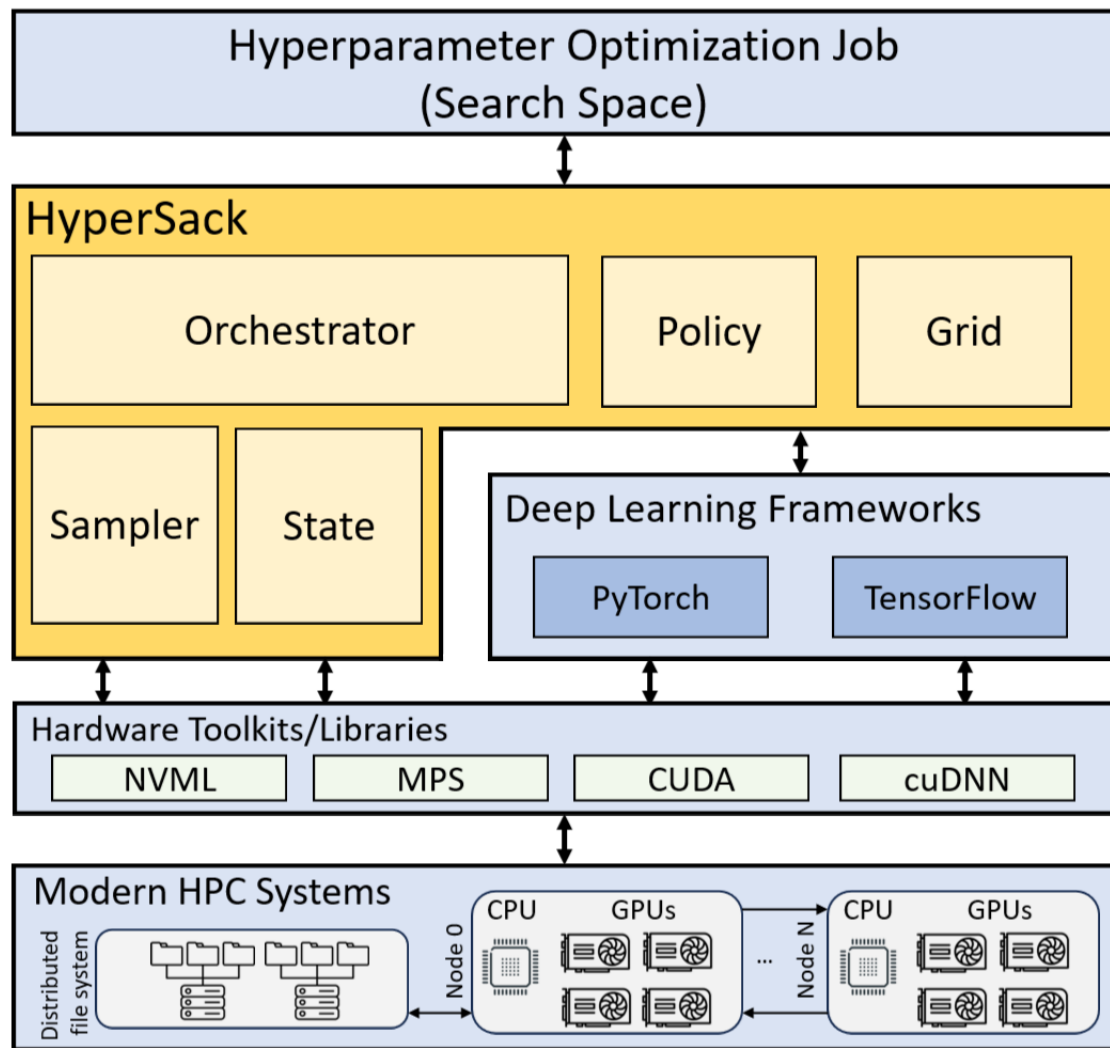 Hyperparameter Optimization Job
(Search Space)
HyperSack
Orchestrator
Policy
Grid
Sampler
State
Deep Learning Frameworks
PyTorch
TensorFlow
Hardware Toolkits/Libraries
NVML
MPS
CUDA
cuDNN
Modern HPC Systems
Distributed
file system
Node 0
CPU
GPUs
...
Node N
CPU
GPUs